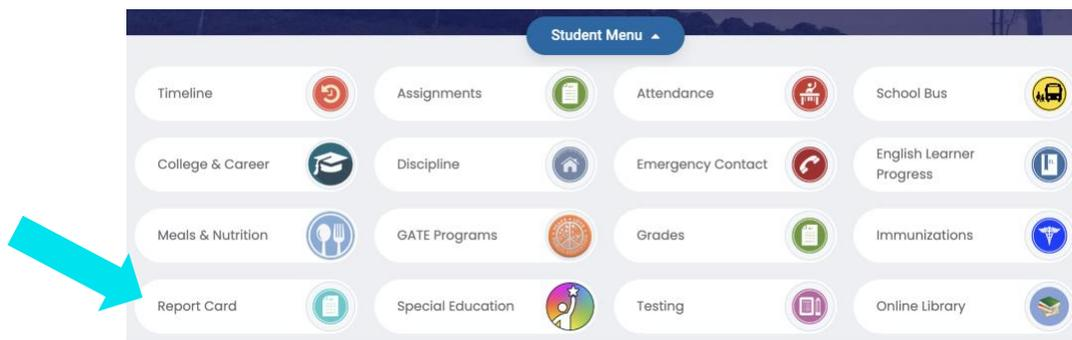 Student Menu
Timeline
Assignments
Attendance
School Bus
College & Career
Discipline
Emergency Contact
English Learner
Progress
Meals & Nutrition
GATE Programs
Grades
Immunizations
Report Card
Special Education
Testing
Online Library